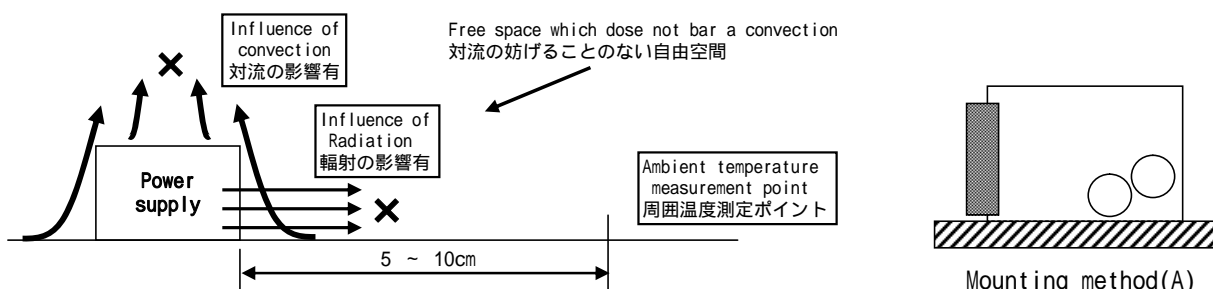 Influence of
convection
対流の影響有
Free space which dose not bar a convection
対流の妨げることのない自由空間
Influence of
Radiation
輻射の影響有
Power
supply
Ambient temperature
measurement point
周囲温度測定ポイント
5 ~ 10cm
Mounting method(A)